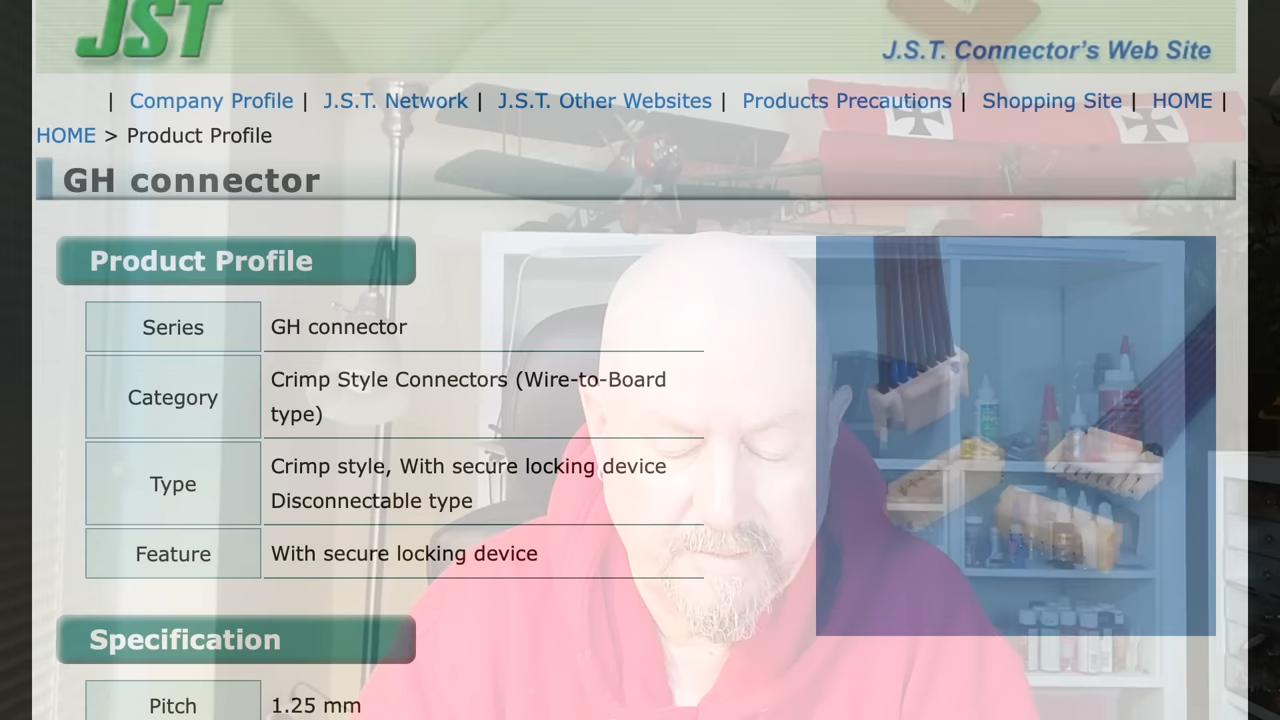 JST
J.S.T. Connector's Web Site
| Company Profile | J.S.T. Network | J.S.T. Other Websites | Products Precautions | Shopping Site | HOME |
HOME > Product Profile
GH connector
Product Profile
Series GH connector
Category Crimp Style Connectors (Wire-to-Board
type)
Type Crimp style, With secure locking device
Disconnectable type
Feature With secure locking device
Specification
Pitch 1.25 mm